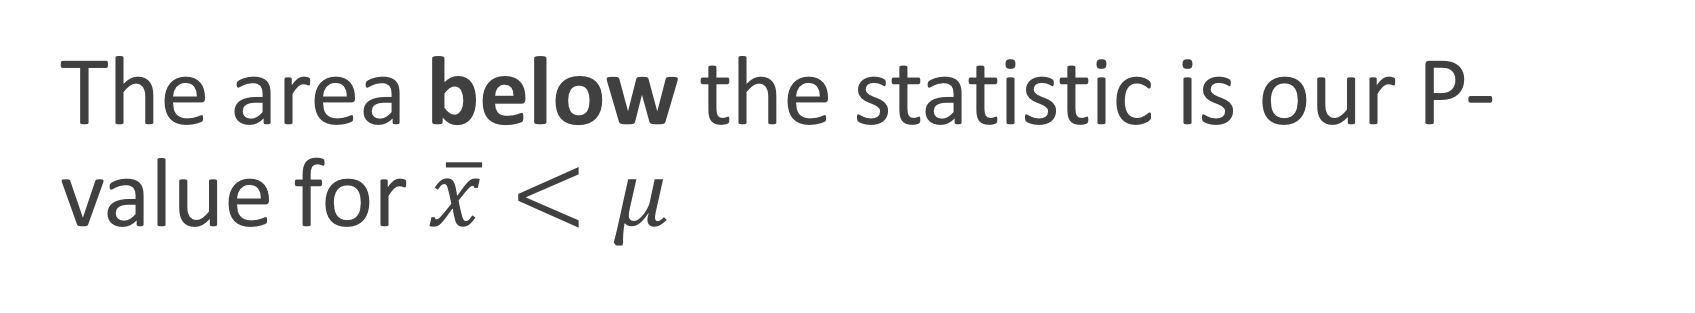 The area below the statistic is our P-
value for x̄ < μ